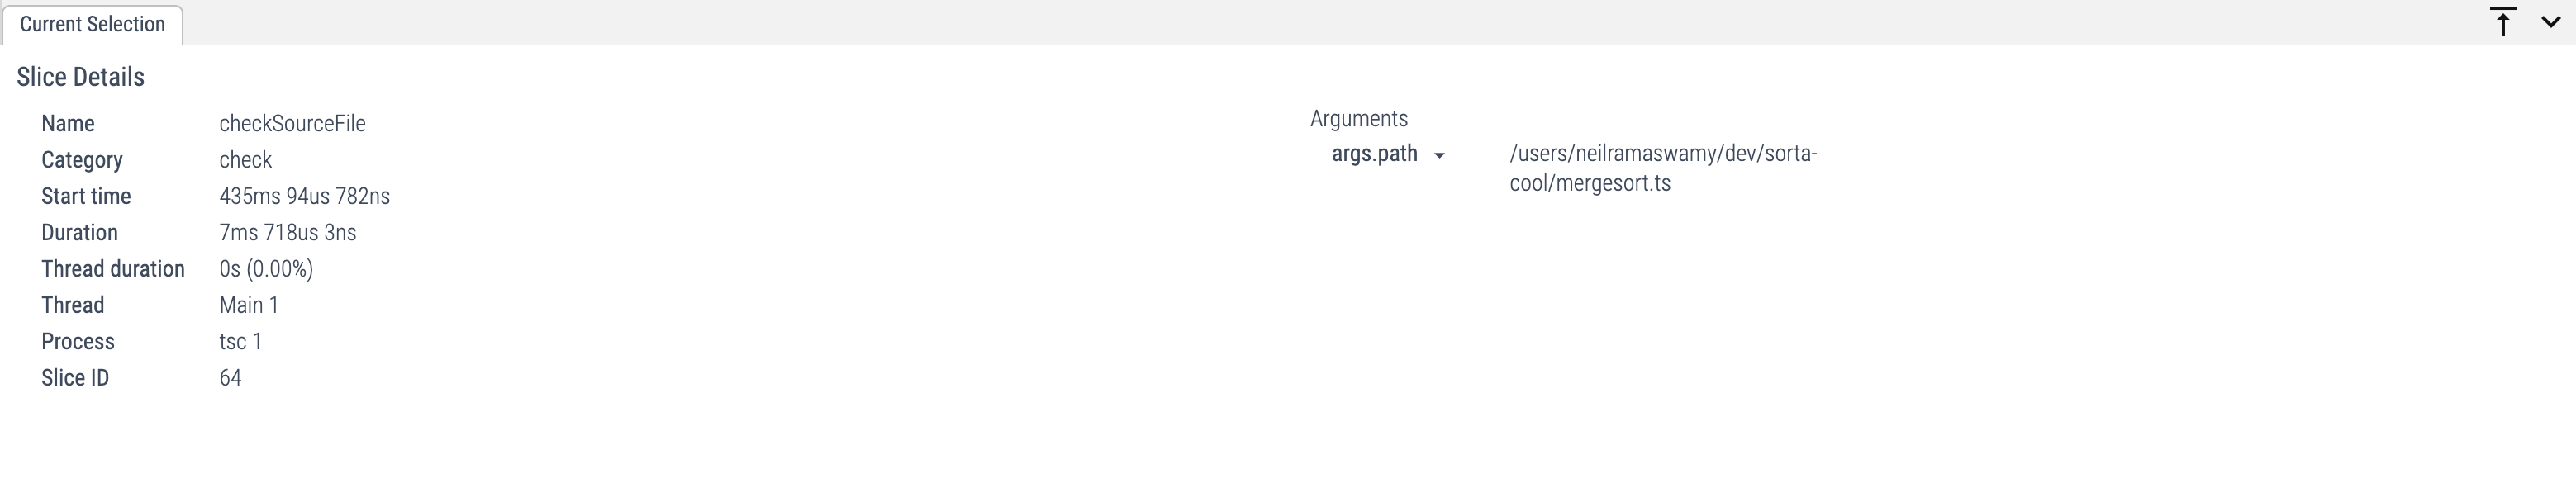 Current Selection
Slice Details
Name checkSourceFile
Category check
Start time 435ms 94us 782ns
Duration 7ms 718us 3ns
Thread duration 0s (0.00%)
Thread Main 1
Process tsc 1
Slice ID 64
Arguments
args.path /users/neilramaswamy/dev/sorta-
cool/mergesort.ts